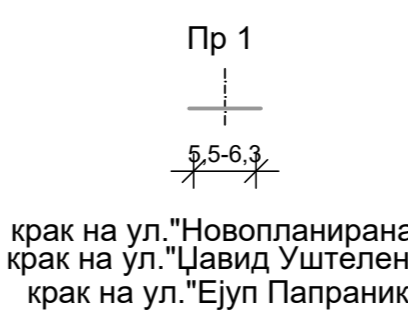 Пр 1
5,5-6,3
крак на ул."Новопланирана
крак на ул."Џавид Уштелен
крак на ул."Ејуп Папраник